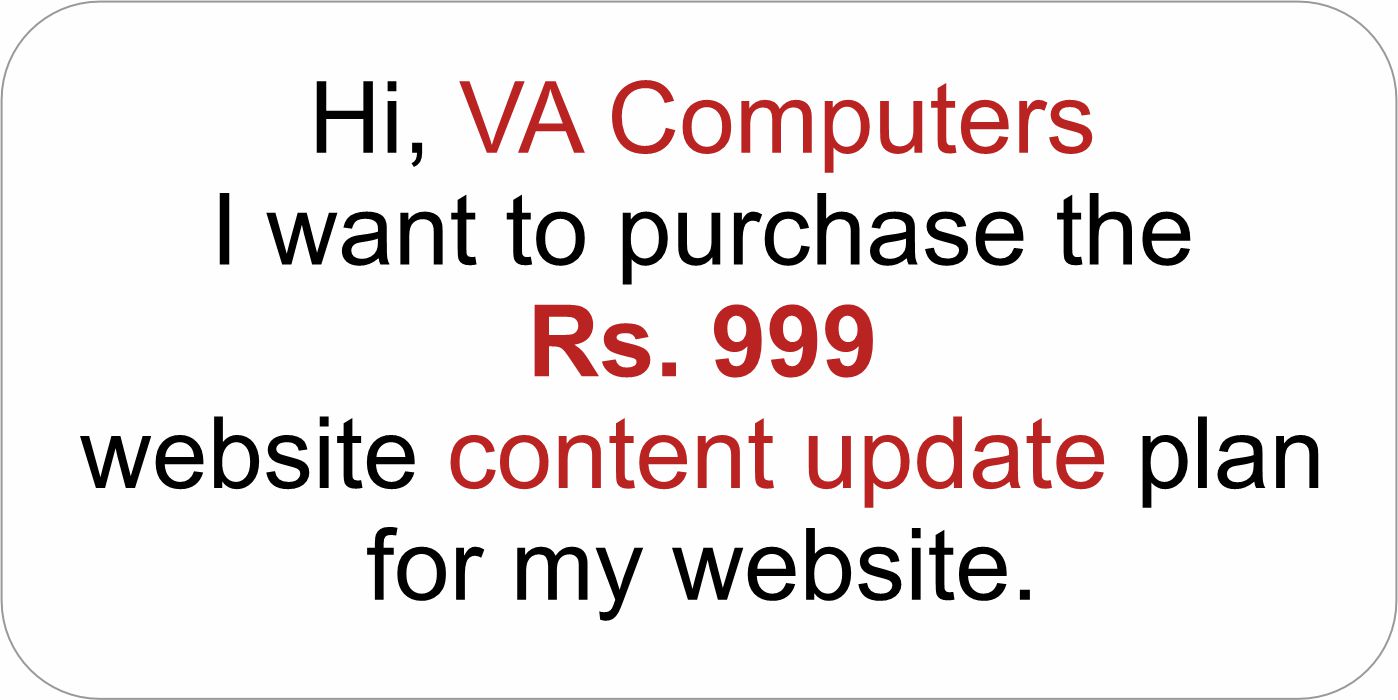 Hi, VA Computers
I want to purchase the
Rs. 999
website content update plan
for my website.